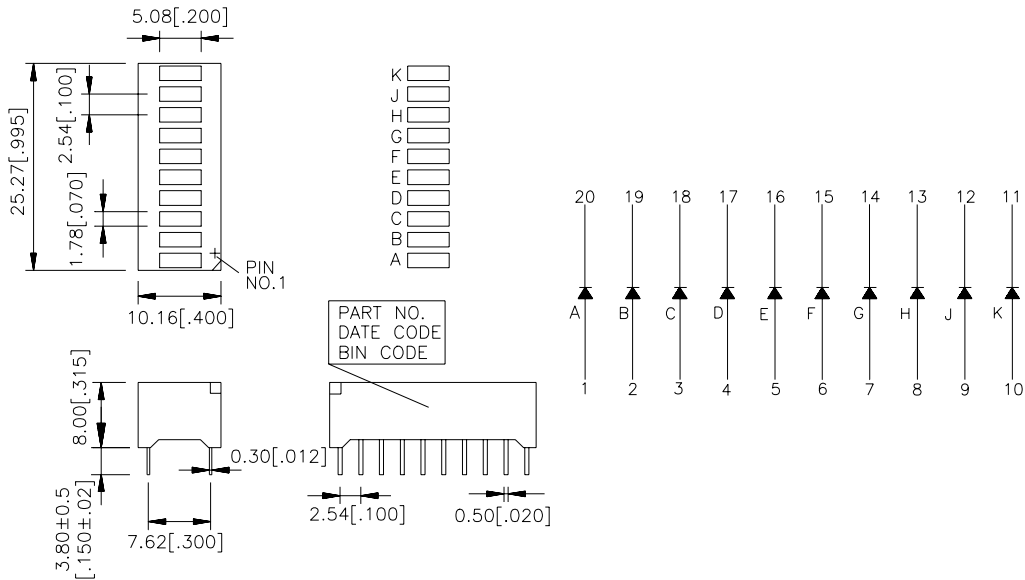 5.08[.200]
25.27[.995]
2.54[.100]
1.78[.070]
PIN
NO.1
10.16[.400]
K
J
H
G
F
E
D
C
B
A
20 19 18 17 16 15 14 13 12 11
A B C D E F G H J K
1 2 3 4 5 6 7 8 9 10
PART NO.
DATE CODE
BIN CODE
8.00[.315]
0.30[.012]
3.80±0.5
[.150±.02]
7.62[.300]
2.54[.100]
0.50[.020]